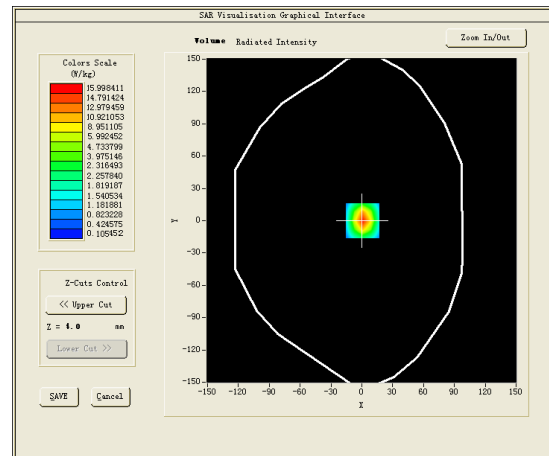 SAR Visualisation Graphical Interface
Volume Radiated Intensity
Zoom In/Out
Colors Scale
(W/kg)
15.998411
14.791424
12.979459
10.921053
8.951105
5.992452
4.733799
3.975146
2.316493
2.257840
1.819187
1.540534
1.181881
0.823228
0.424575
0.105452
Z-Cuts Control
<< Upper Cut
Z = 4.0 mm
Lower Cut >>
SAVE Cancel
150
120
90
60
30
0
-30
-60
-90
-120
-150
Y
-150 -120 -90 -60 -30 0 30 60 90 120 150
X